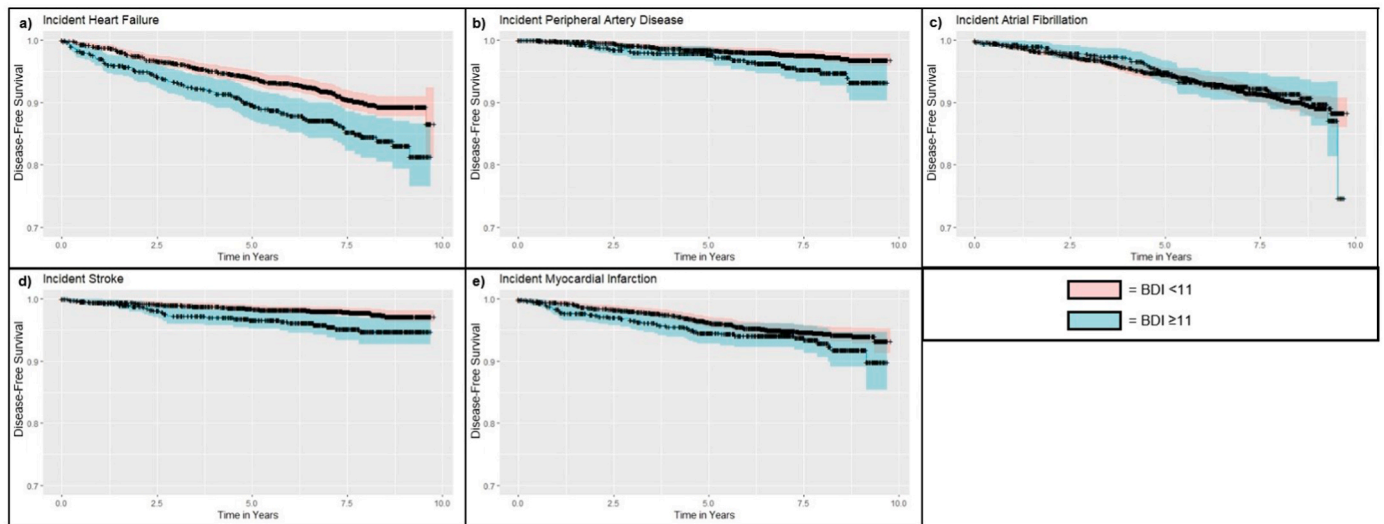 a) Incident Heart Failure
1.0
0.9
0.8
0.7
Disease-Free Survival
0.0 2.5 5.0 7.5 10.0
Time in Years
b) Incident Peripheral Artery Disease
1.0
0.9
0.8
0.7
Disease-Free Survival
0.0 2.5 5.0 7.5 10.0
Time in Years
c) Incident Atrial Fibrillation
1.0
0.9
0.8
0.7
Disease-Free Survival
0.0 2.5 5.0 7.5 10.0
Time in Years
d) Incident Stroke
1.0
0.9
0.8
0.7
Disease-Free Survival
0.0 2.5 5.0 7.5 10.0
Time in Years
e) Incident Myocardial Infarction
1.0
0.9
0.8
0.7
Disease-Free Survival
0.0 2.5 5.0 7.5 10.0
Time in Years
= BDI <11
= BDI ≥11